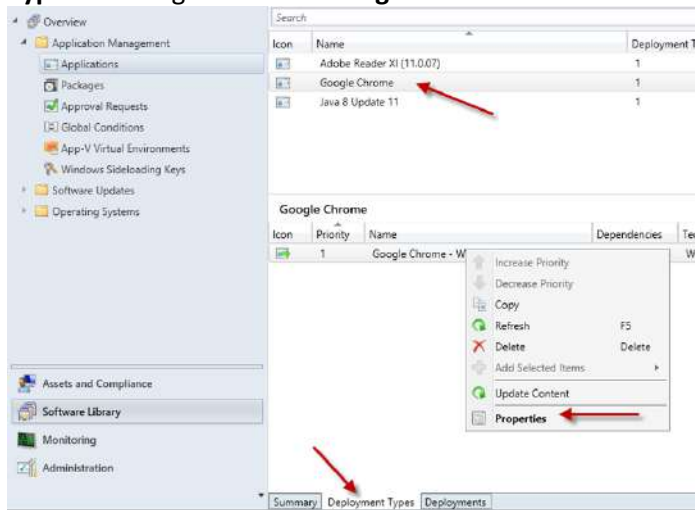 Overview
Application Management
Applications
Packages
Approval Requests
Global Conditions
App-V Virtual Environments
Windows Sideloading Keys
Software Updates
Operating Systems
Assets and Compliance
Software Library
Monitoring
Administration
Search
Icon Name Deployment T
Adobe Reader XI (11.0.07) 1
Google Chrome 1
Java 8 Update 11 1
Google Chrome
Icon Priority Name Dependencies Te
1 Google Chrome - W W
Increase Priority
Decrease Priority
Copy
Refresh F5
Delete Delete
Add Selected Items
Update Content
Properties
Summary Deployment Types Deployments